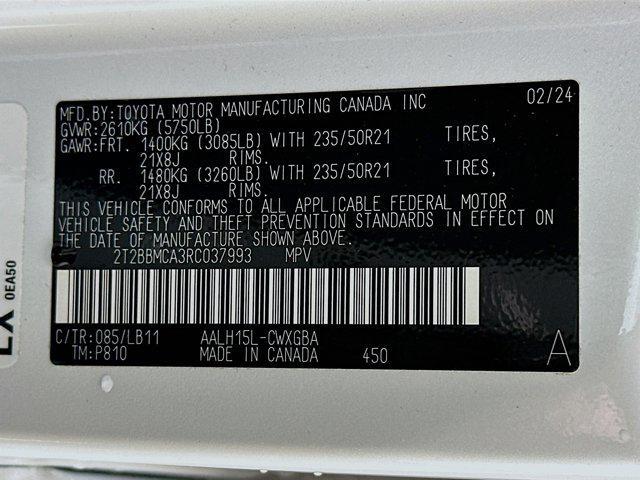 MFD.BY:TOYOTA MOTOR MANUFACTURING CANADA INC 02/24
GVWR:2610KG (5750LB)
GAWR:FRT. 1400KG (3085LB) WITH 235/50R21 TIRES,
21X8J RIMS.
RR. 1480KG (3260LB) WITH 235/50R21 TIRES,
21X8J RIMS.
THIS VEHICLE CONFORMS TO ALL APPLICABLE FEDERAL MOTOR
VEHICLE SAFETY AND THEFT PREVENTION STANDARDS IN EFFECT ON
THE DATE OF MANUFACTURE SHOWN ABOVE.
2T2BBMCA3RC037993 MPV
C/TR:085/LB11 AALH15L-CWXGBA
TM:P810 MADE IN CANADA 450 A
0EA50